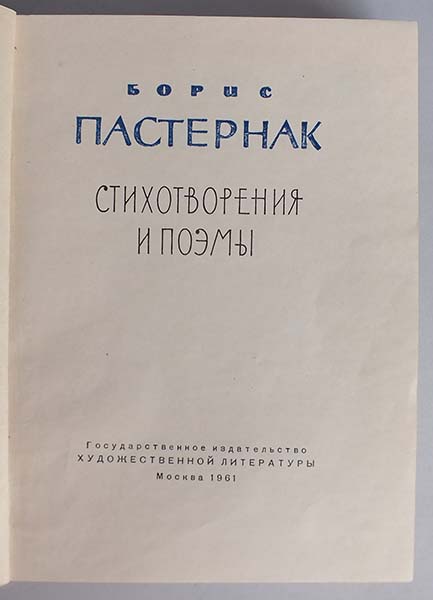 БОРИС
ПАСТЕРНАК
СТИХОТВОРЕНИЯ
И ПОЭМЫ
Государственное издательство
ХУДОЖЕСТВЕННОЙ ЛИТЕРАТУРЫ
Москва 1961